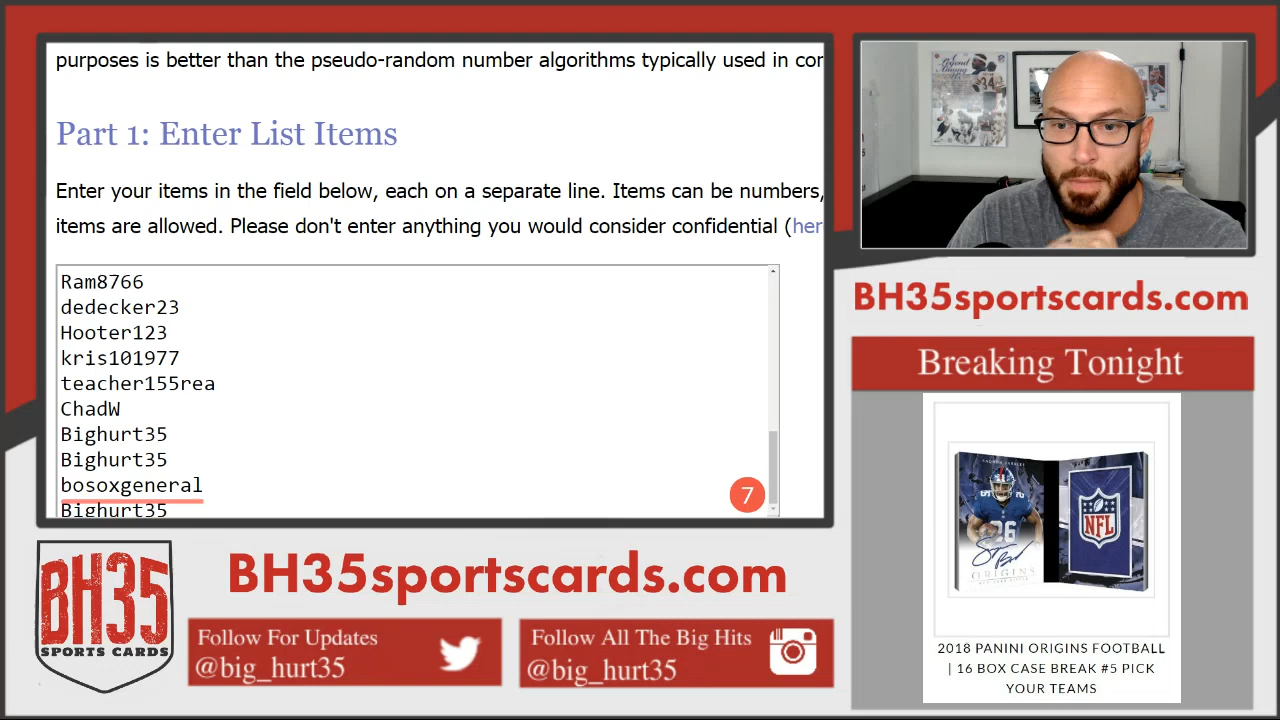 purposes is better than the pseudo-random number algorithms typically used in cor
Part 1: Enter List Items
Enter your items in the field below, each on a separate line. Items can be numbers,
items are allowed. Please don't enter anything you would consider confidential (her
Ram8766
dedecker23
Hooter123
kris101977
teacher155rea
ChadW
Bighurt35
Bighurt35
bosoxgeneral
Bighurt35
7
BH35sportscards.com
Breaking Tonight
26
ORIGINS
NFL
2018 PANINI ORIGINS FOOTBALL
| 16 BOX CASE BREAK #5 PICK
YOUR TEAMS
BH35
SPORTS CARDS
BH35sportscards.com
Follow For Updates
@big_hurt35
Follow All The Big Hits
@big_hurt35